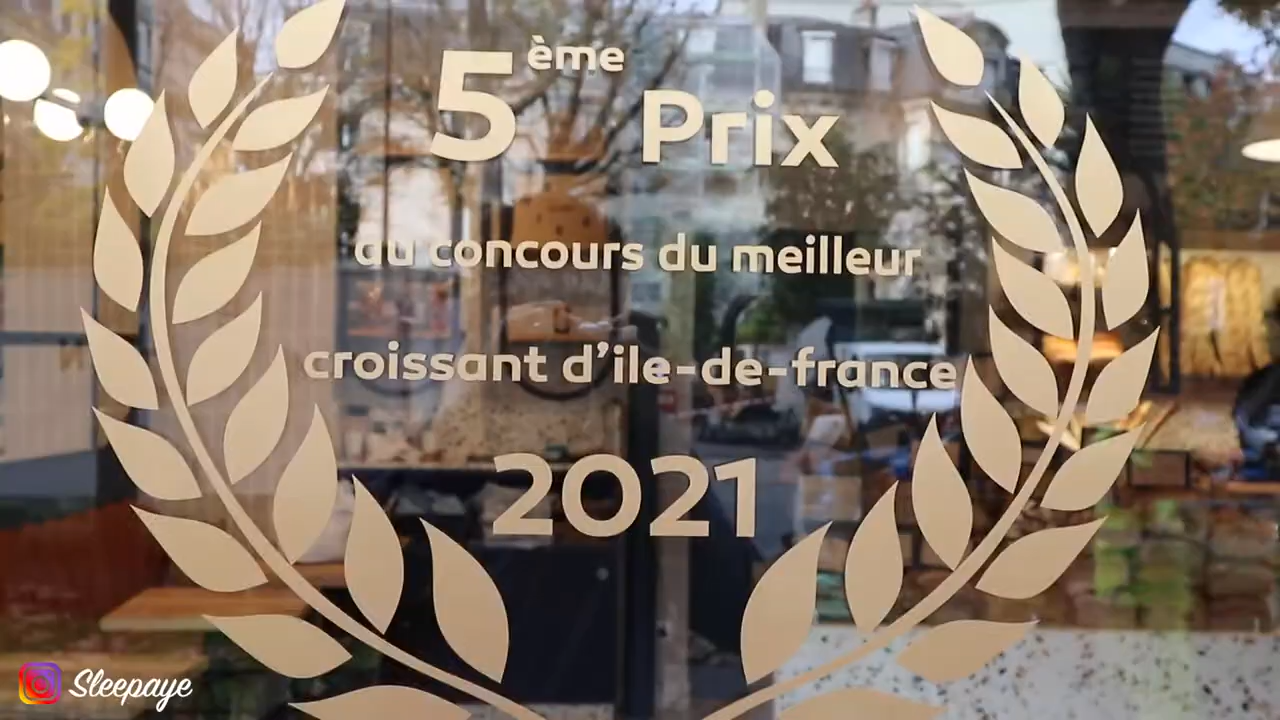 5ème Prix
au concours du meilleur
croissant d'ile-de-france
2021
Sleepaye